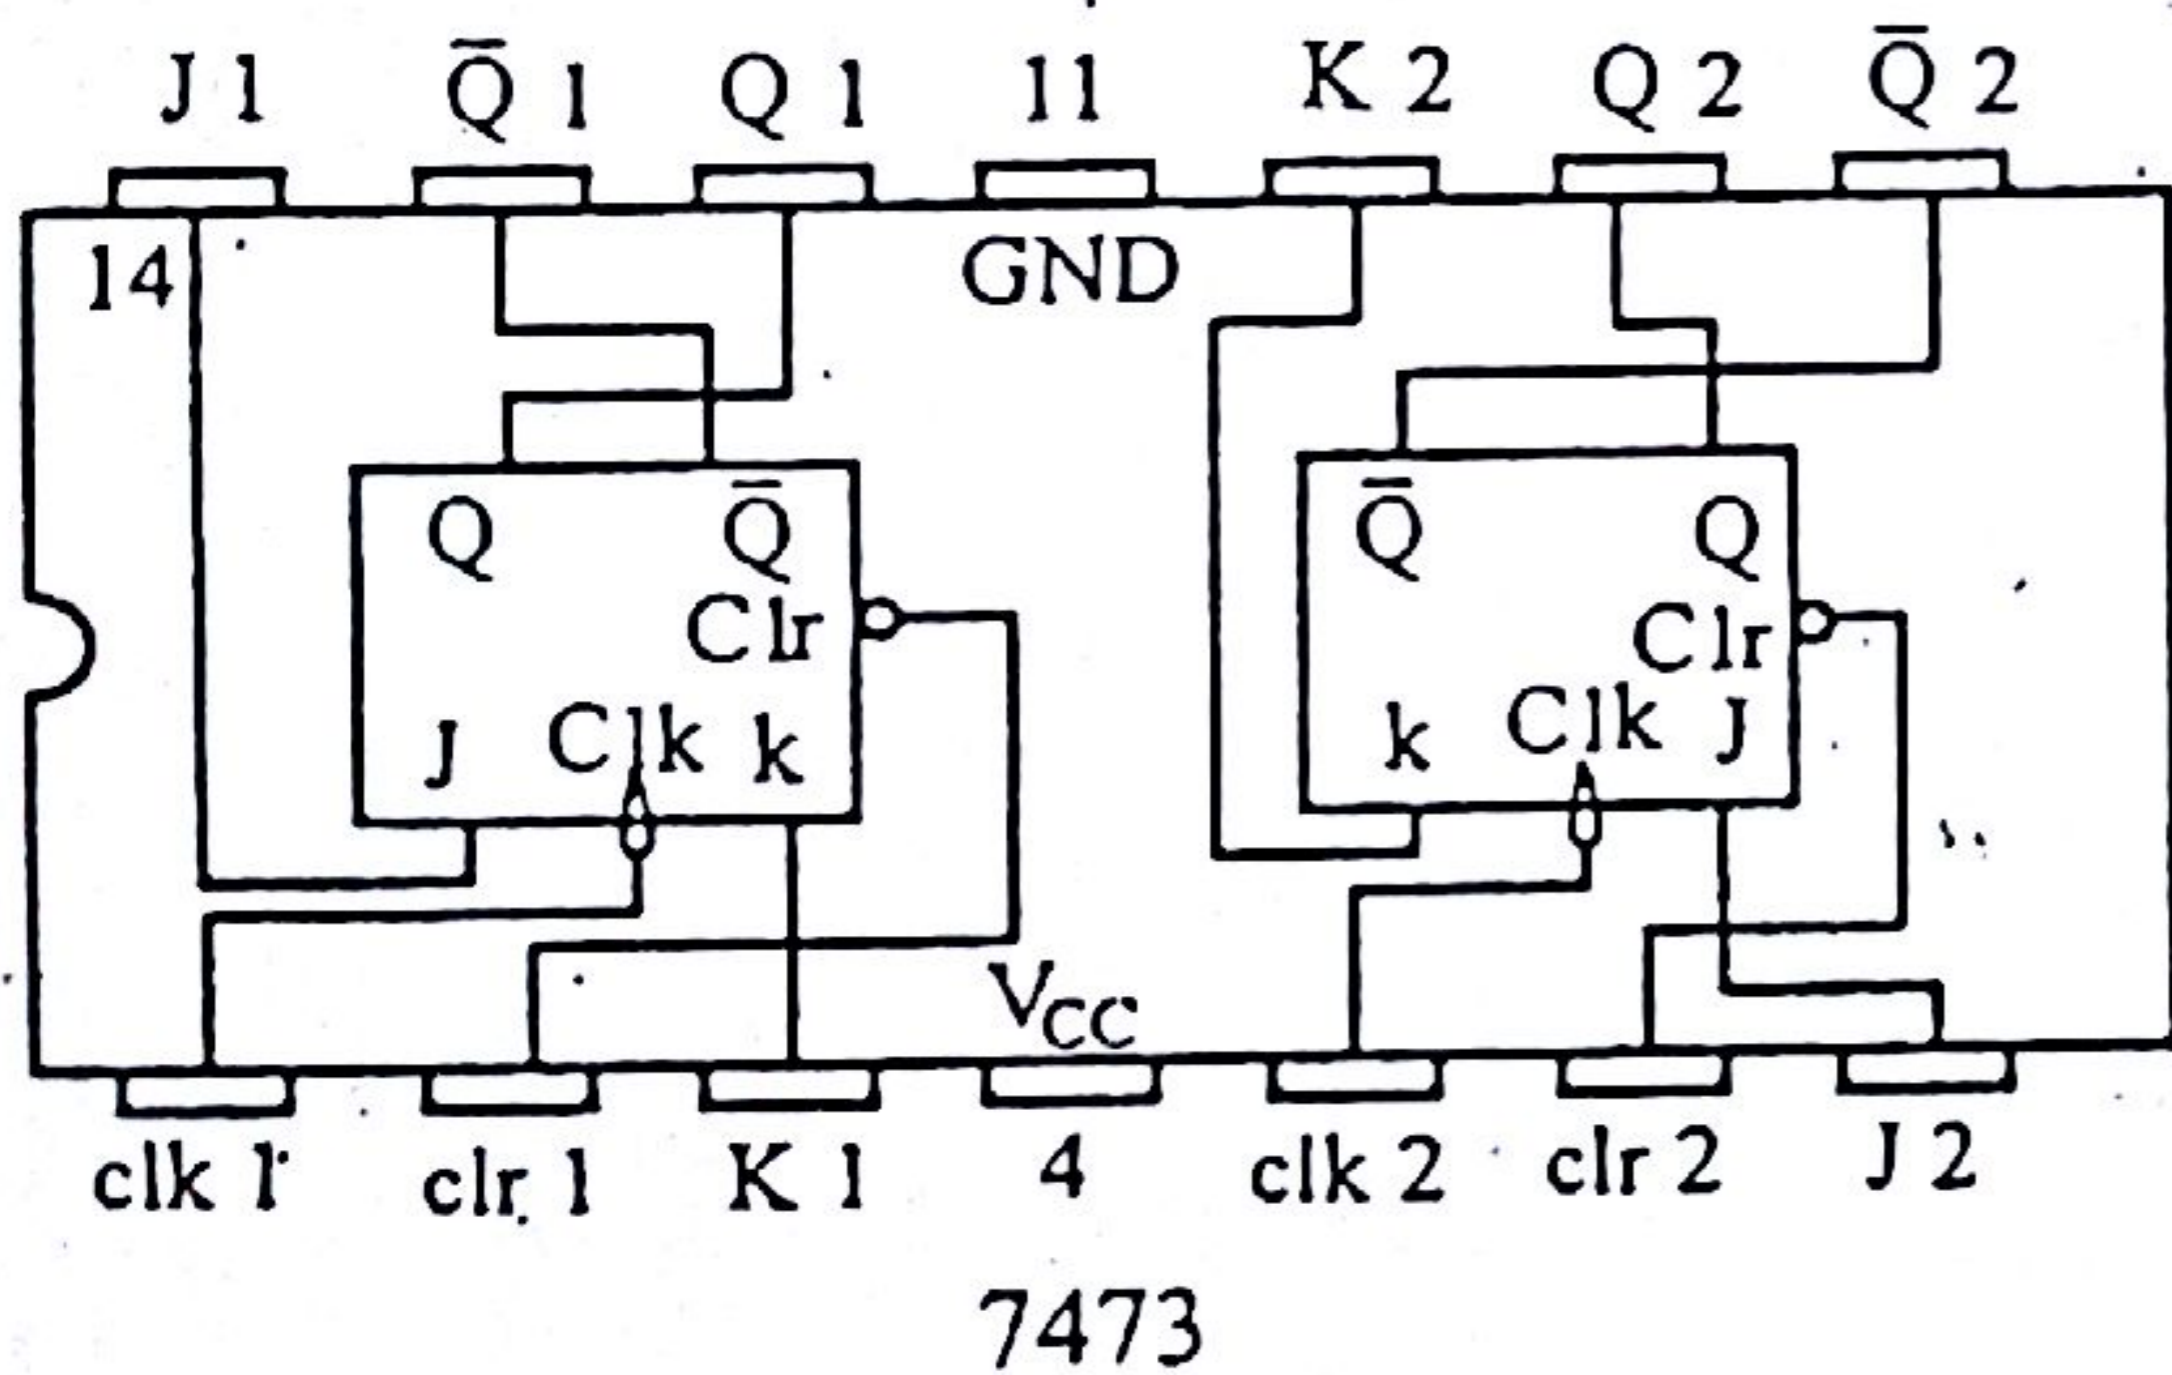 J 1 Q̅ 1 Q 1 11 K 2 Q 2 Q̅ 2
14 GND
Q Q̅ Q̅ Q
Clr Clr
J Clk k k Clk J
VCC
clk 1 clr 1 K 1 4 clk 2 clr 2 J 2
7473